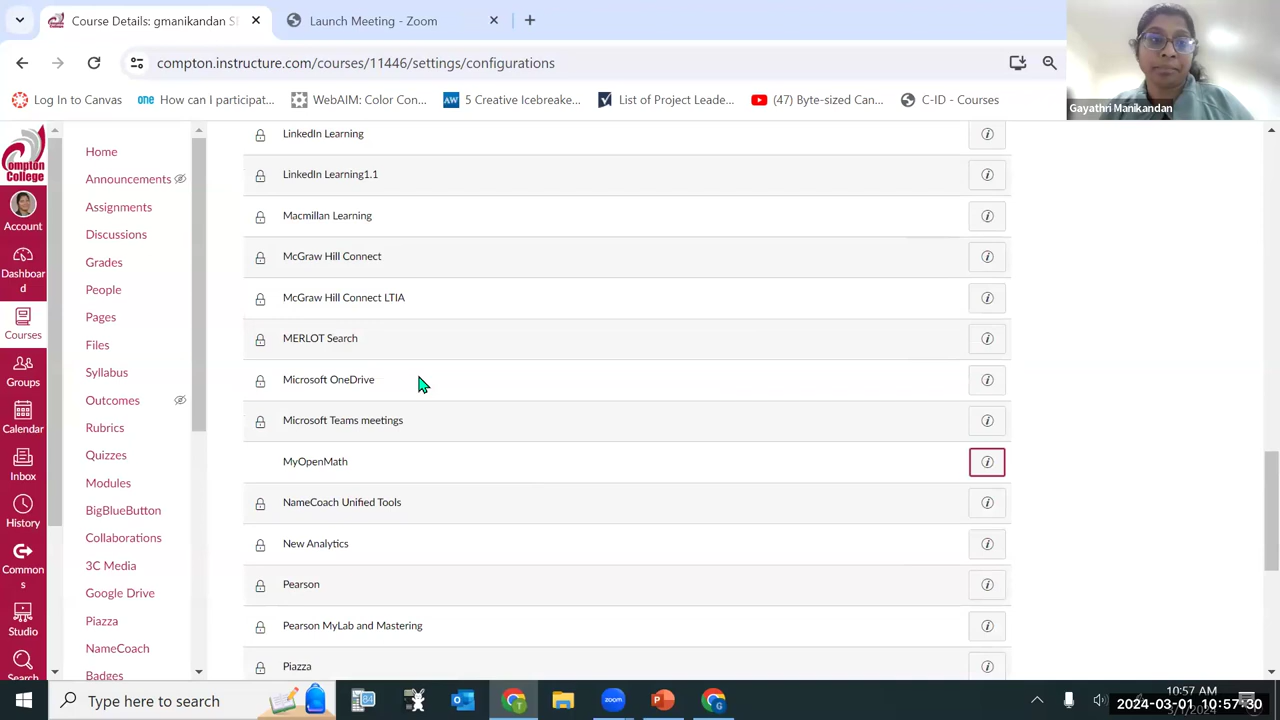 Course Details: gmanikandan S
Launch Meeting - Zoom
compton.instructure.com/courses/11446/settings/configurations
Log In to Canvas
one
How can I participat...
WebAIM: Color Con...
AW
5 Creative Icebreake...
List of Project Leade...
(47) Byte-sized Can...
C-ID - Courses
Gayathri Manikandan
Compton
College
Account
Dashboar
d
Courses
Groups
Calendar
Inbox
History
Common
s
Studio
Search
Home
Announcements
Assignments
Discussions
Grades
People
Pages
Files
Syllabus
Outcomes
Rubrics
Quizzes
Modules
BigBlueButton
Collaborations
3C Media
Google Drive
Piazza
NameCoach
Badges
LinkedIn Learning
LinkedIn Learning1.1
Macmillan Learning
McGraw Hill Connect
McGraw Hill Connect LTIA
MERLOT Search
Microsoft OneDrive
Microsoft Teams meetings
MyOpenMath
NameCoach Unified Tools
New Analytics
Pearson
Pearson MyLab and Mastering
Piazza
Type here to search
10:57 AM
2024-03-01 10:57:30